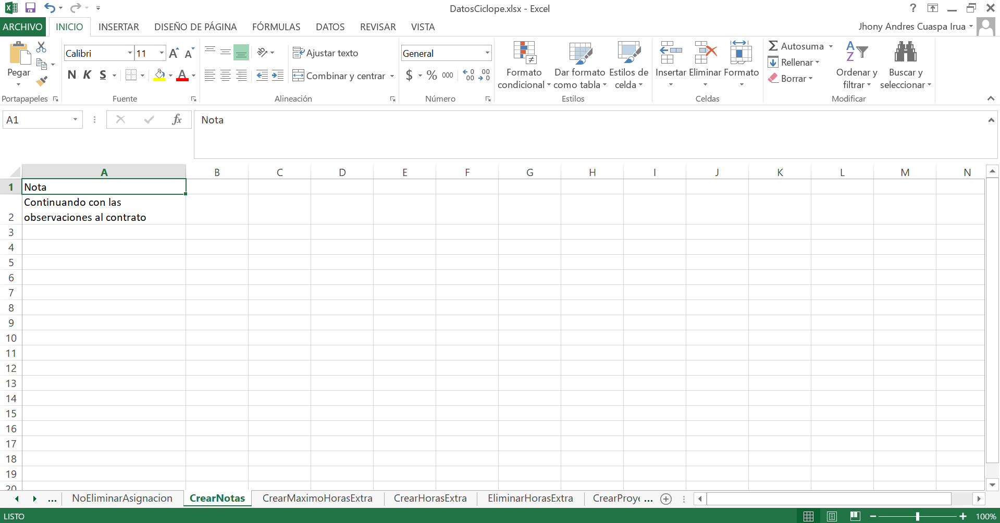 DatosCiclope.xlsx - Excel
ARCHIVO INICIO INSERTAR DISEÑO DE PÁGINA FÓRMULAS DATOS REVISAR VISTA
Jhony Andres Cuaspa Irua
Pegar
Portapapeles
Calibri 11
N K S
Fuente
Ajustar texto
Combinar y centrar
Alineación
General
$ % 000
Número
Formato condicional
Dar formato como tabla
Estilos de celda
Estilos
Insertar Eliminar Formato
Celdas
Autosuma
Rellenar
Borrar
Ordenar y filtrar
Buscar y seleccionar
Modificar
A1
fx
Nota
A B C D E F G H I J K L M N
1 Nota
Continuando con las
2 observaciones al contrato
3
4
5
6
7
8
9
10
11
12
13
14
15
16
17
18
19
20
... NoEliminarAsignacion CrearNotas CrearMaximoHorasExtra CrearHorasExtra EliminarHorasExtra CrearProye ...
LISTO
100%